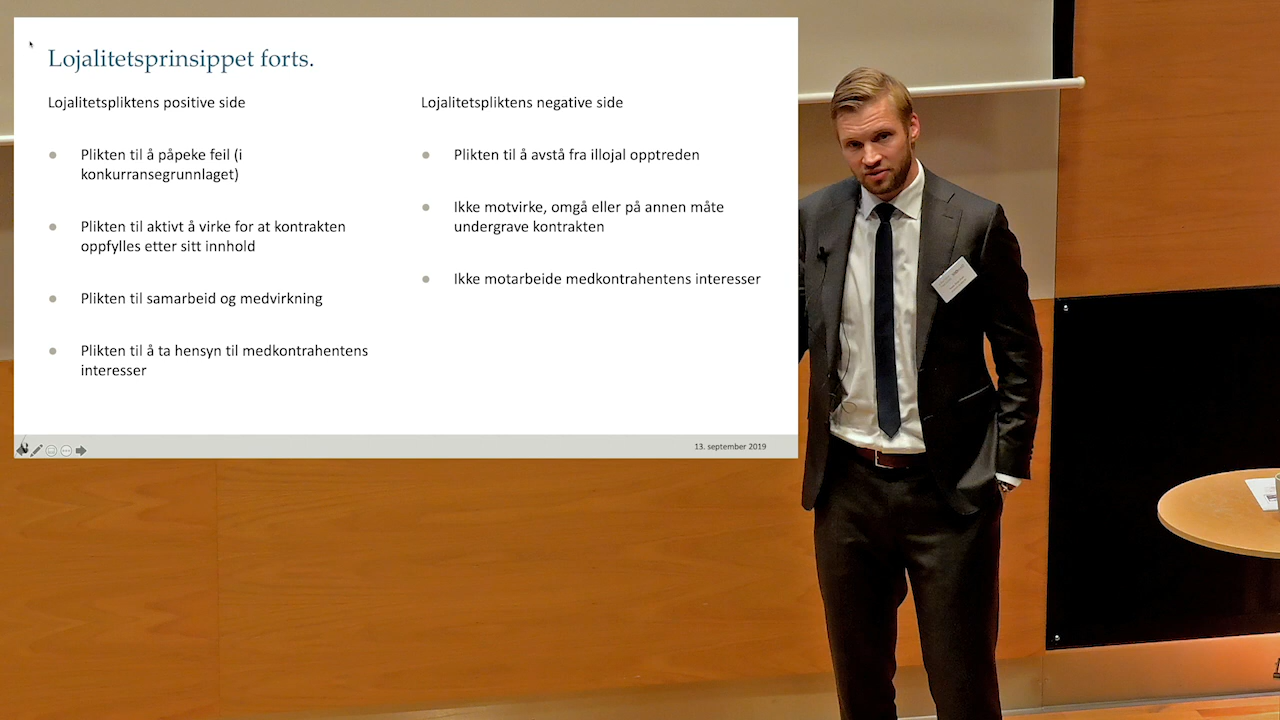 Lojalitetsprinsippet forts.
Lojalitetspliktens positive side
Plikten til å påpeke feil (i
konkurransegrunnlaget)
Plikten til aktivt å virke for at kontrakten
oppfylles etter sitt innhold
Plikten til samarbeid og medvirkning
Plikten til å ta hensyn til medkontrahentens
interesser
Lojalitetspliktens negative side
Plikten til å avstå fra illojal opptreden
Ikke motvirke, omgå eller på annen måte
undergrave kontrakten
Ikke motarbeide medkontrahentens interesser
13. september 2019